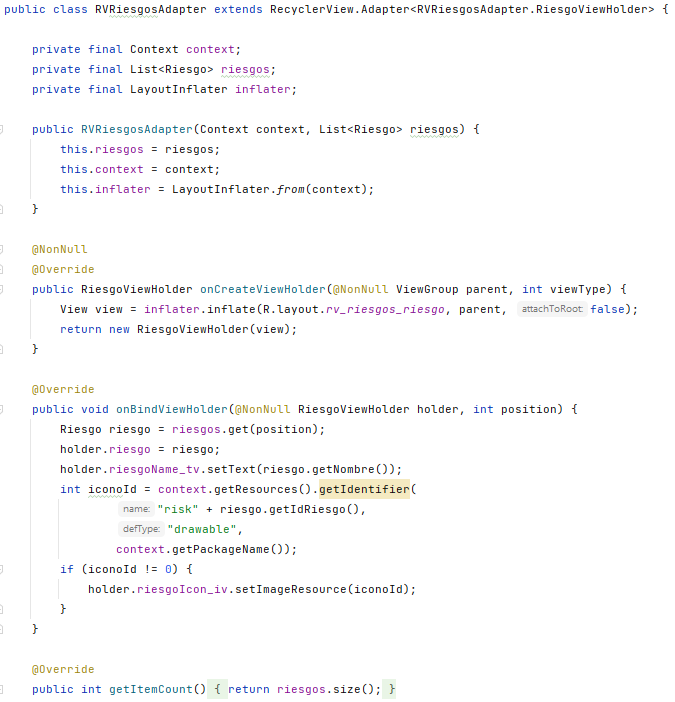 public class RVRiesgosAdapter extends RecyclerView.Adapter<RVRiesgosAdapter.RiesgoViewHolder> {

    private final Context context;
    private final List<Riesgo> riesgos;
    private final LayoutInflater inflater;

    public RVRiesgosAdapter(Context context, List<Riesgo> riesgos) {
        this.riesgos = riesgos;
        this.context = context;
        this.inflater = LayoutInflater.from(context);
    }

    @NonNull
    @Override
    public RiesgoViewHolder onCreateViewHolder(@NonNull ViewGroup parent, int viewType) {
        View view = inflater.inflate(R.layout.rv_riesgos_riesgo, parent, attachToRoot: false);
        return new RiesgoViewHolder(view);
    }

    @Override
    public void onBindViewHolder(@NonNull RiesgoViewHolder holder, int position) {
        Riesgo riesgo = riesgos.get(position);
        holder.riesgo = riesgo;
        holder.riesgoName_tv.setText(riesgo.getNombre());
        int iconoId = context.getResources().getIdentifier(
                name: "risk" + riesgo.getIdRiesgo(),
                defType: "drawable",
                context.getPackageName());
        if (iconoId != 0) {
            holder.riesgoIcon_iv.setImageResource(iconoId);
        }
    }

    @Override
    public int getItemCount() { return riesgos.size(); }